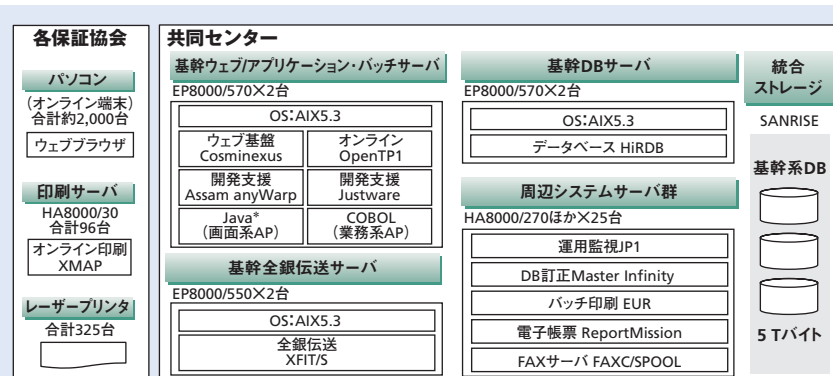 各保証協会
パソコン
(オンライン端末)
合計約2,000台
ウェブブラウザ
印刷サーバ
HA8000/30
合計96台
オンライン印刷
XMAP
レーザープリンタ
合計325台
共同センター
基幹ウェブ/アプリケーション・バッチサーバ
EP8000/570×2台
OS:AIX5.3
ウェブ基盤
Cosminexus
オンライン
OpenTP1
開発支援
Assam anyWarp
開発支援
Justware
Java*
(画面系AP)
COBOL
(業務系AP)
基幹全銀伝送サーバ
EP8000/550×2台
OS:AIX5.3
全銀伝送
XFIT/S
基幹DBサーバ
EP8000/570×2台
OS:AIX5.3
データベース HiRDB
周辺システムサーバ群
HA8000/270ほか×25台
運用監視JP1
DB訂正Master Infinity
バッチ印刷 EUR
電子帳票 ReportMission
FAXサーバ FAXC/SPOOL
統合
ストレージ
SANRISE
基幹系DB
5 Tバイト